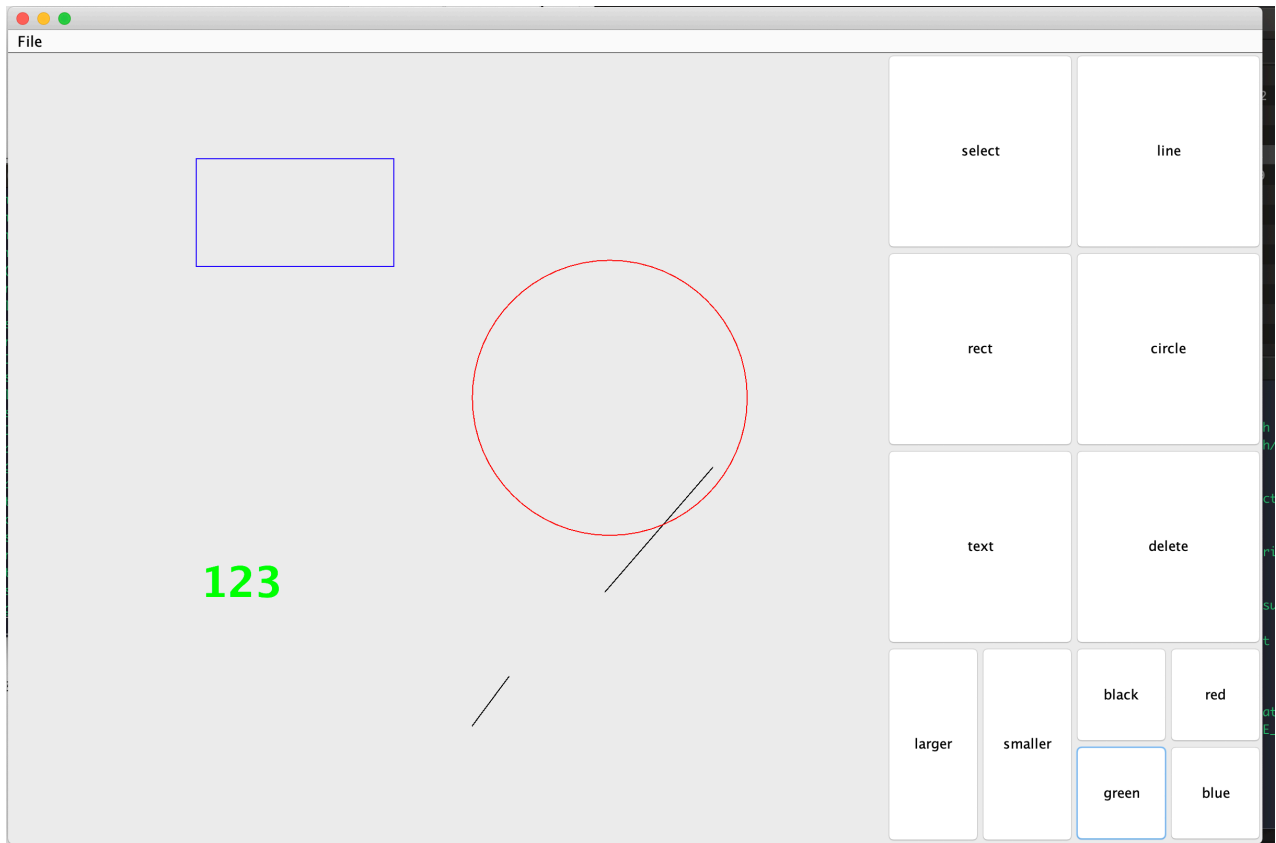 File
select
line
rect
circle
text
delete
123
larger
smaller
black
red
green
blue